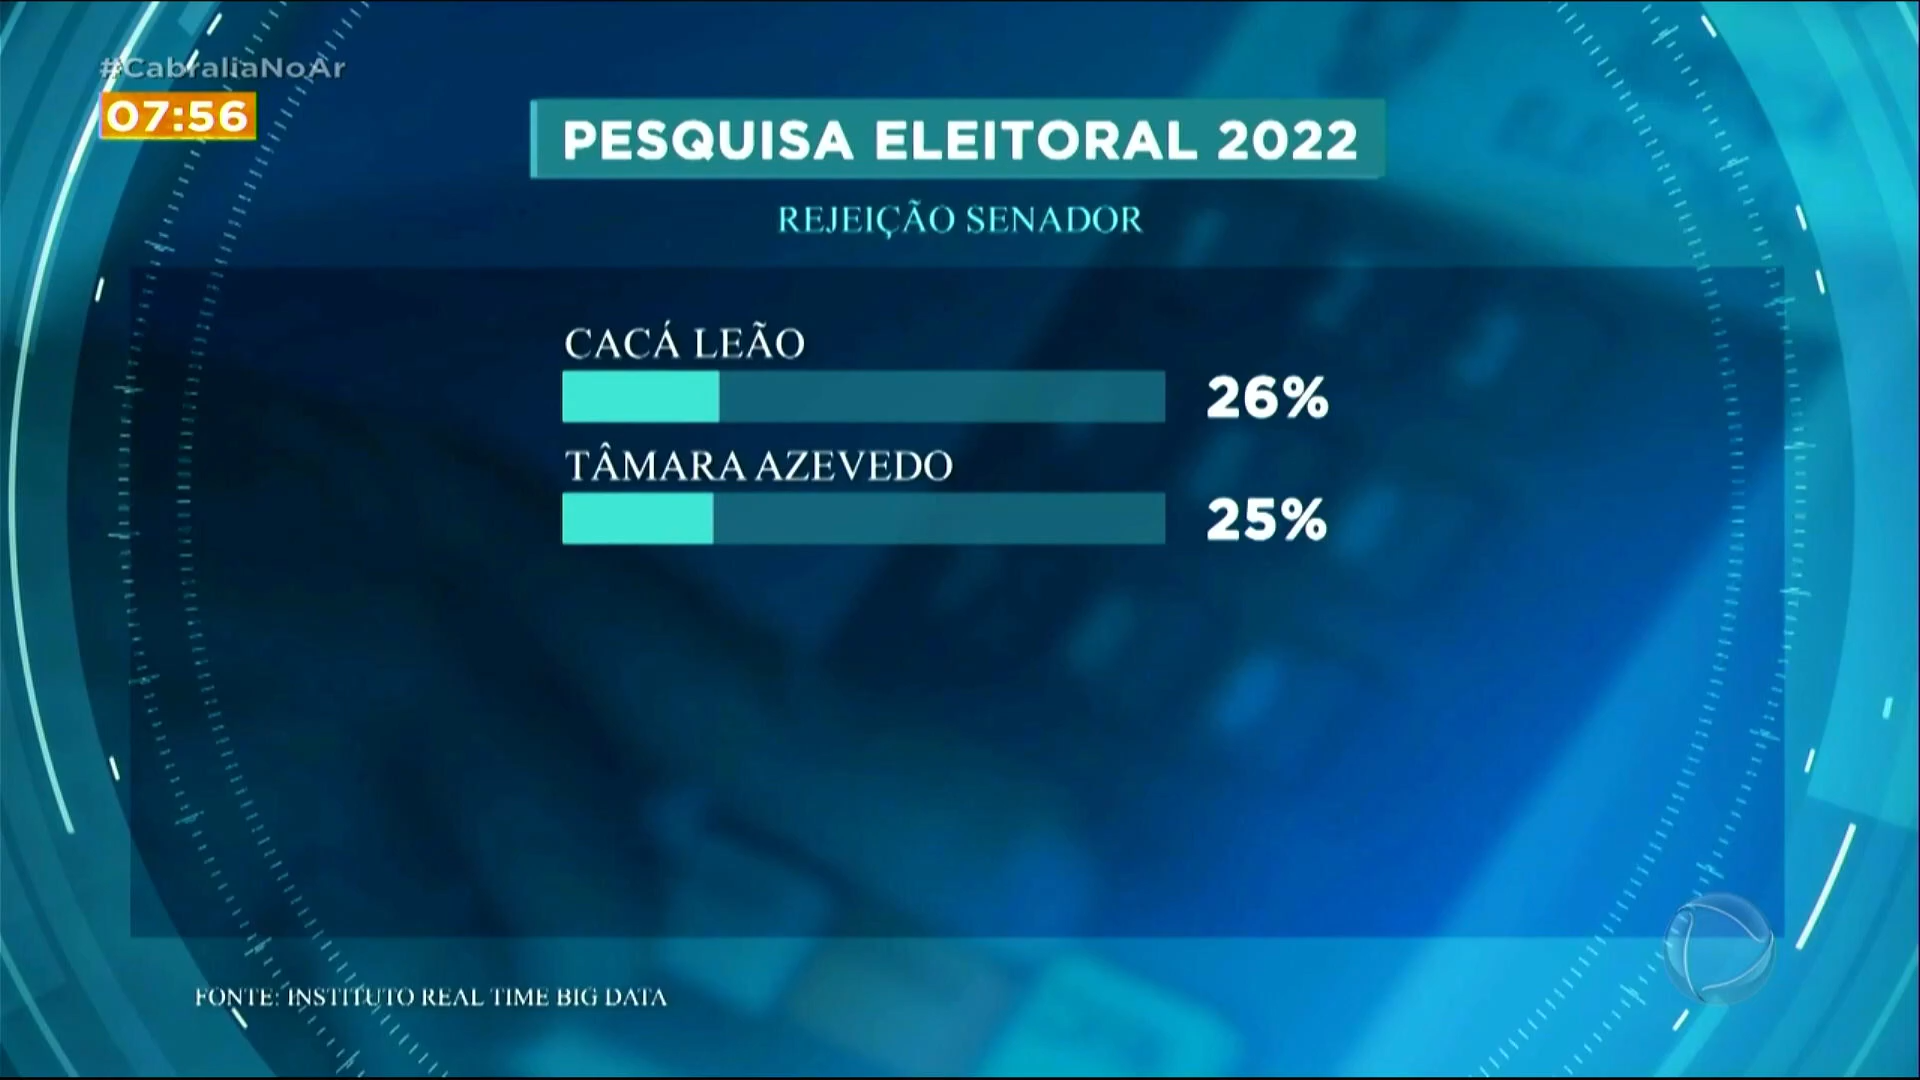 #CabraliaNoAr
07:56
PESQUISA ELEITORAL 2022
REJEIÇÃO SENADOR
CACÁ LEÃO
26%
TÂMARA AZEVEDO
25%
FONTE: INSTITUTO REAL TIME BIG DATA